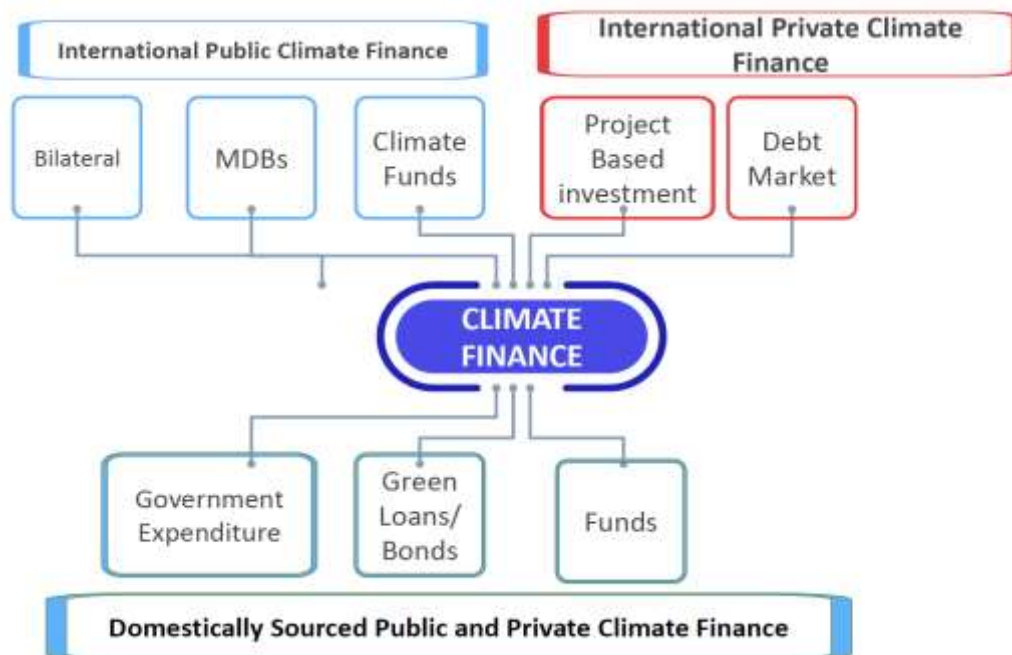 International Public Climate Finance
International Private Climate
Finance
Bilateral
MDBs
Climate
Funds
Project
Based
investment
Debt
Market
CLIMATE
FINANCE
Government
Expenditure
Green
Loans/
Bonds
Funds
Domestically Sourced Public and Private Climate Finance